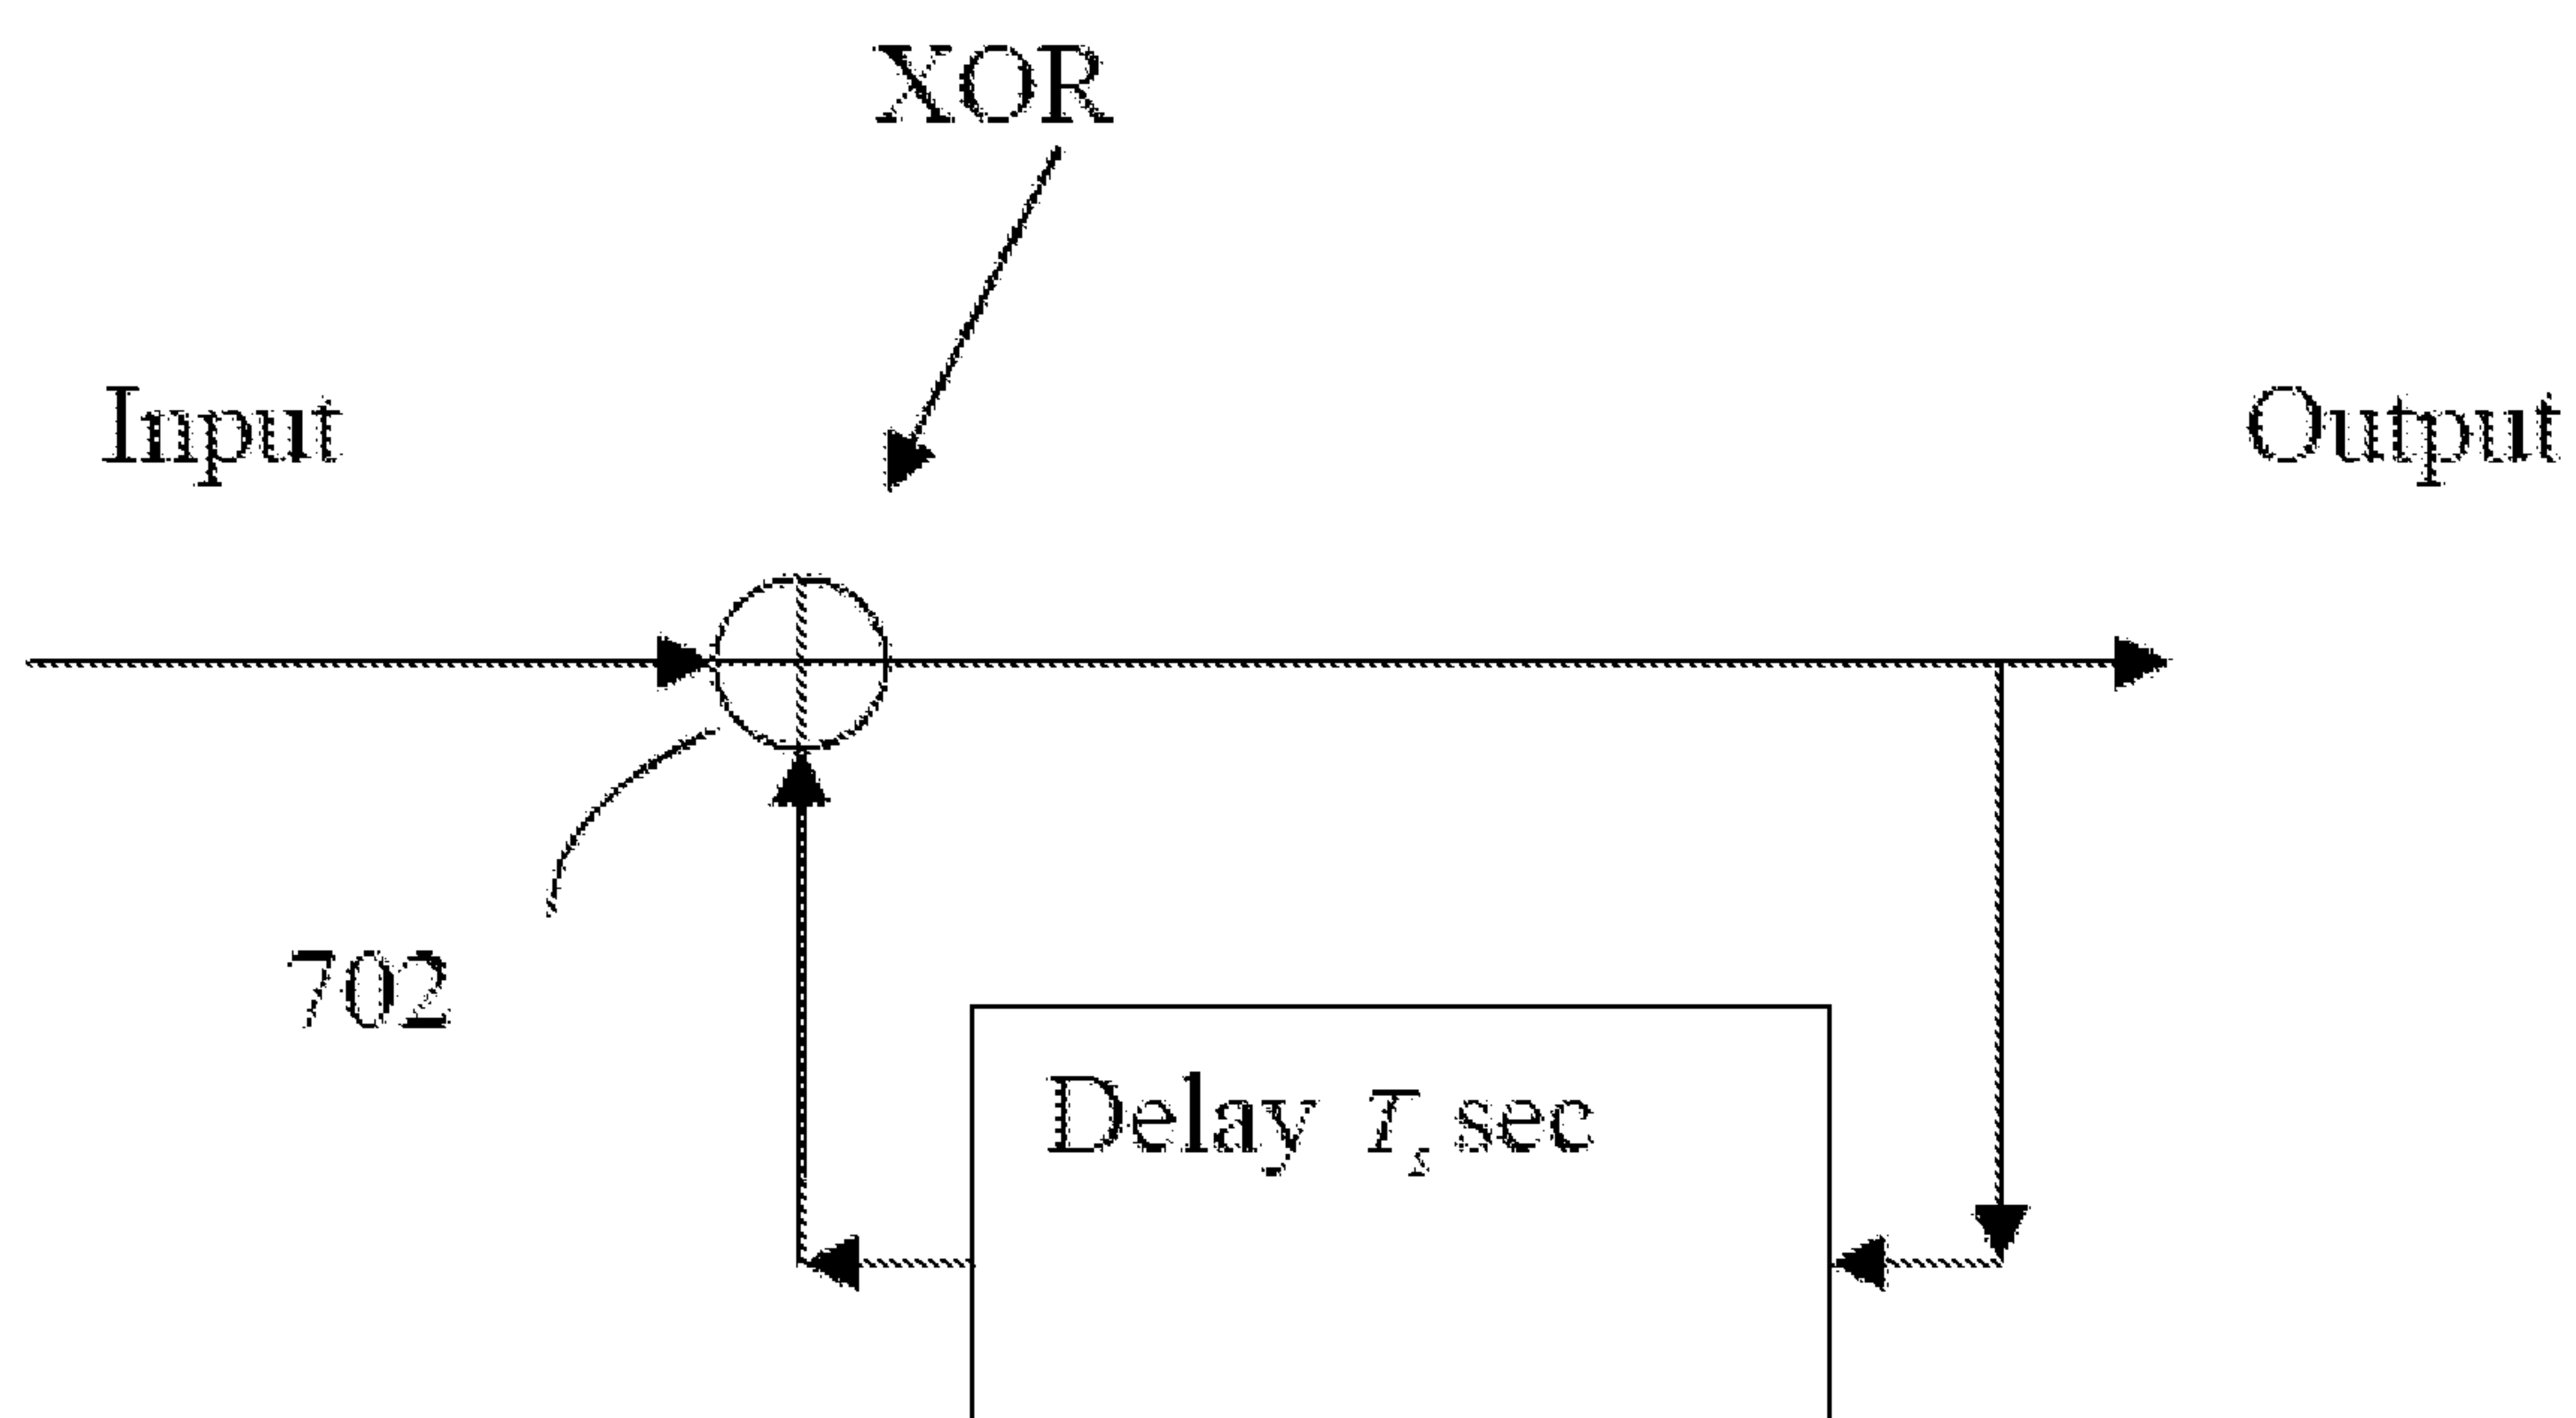 XOR
Input
Output
702
Delay Tₛ sec